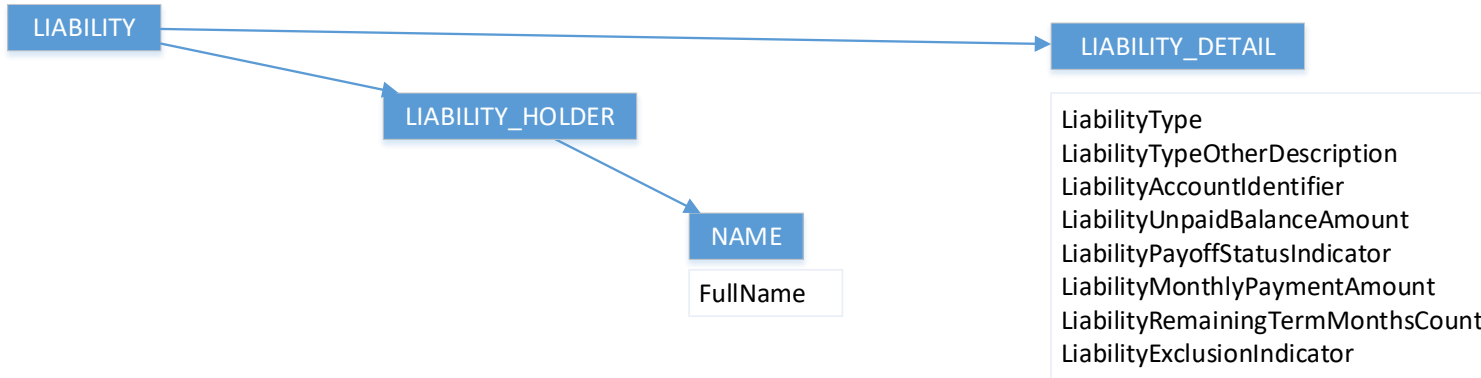 LIABILITY
LIABILITY_DETAIL
LIABILITY_HOLDER
NAME
FullName
LiabilityType
LiabilityTypeOtherDescription
LiabilityAccountIdentifier
LiabilityUnpaidBalanceAmount
LiabilityPayoffStatusIndicator
LiabilityMonthlyPaymentAmount
LiabilityRemainingTermMonthsCount
LiabilityExclusionIndicator